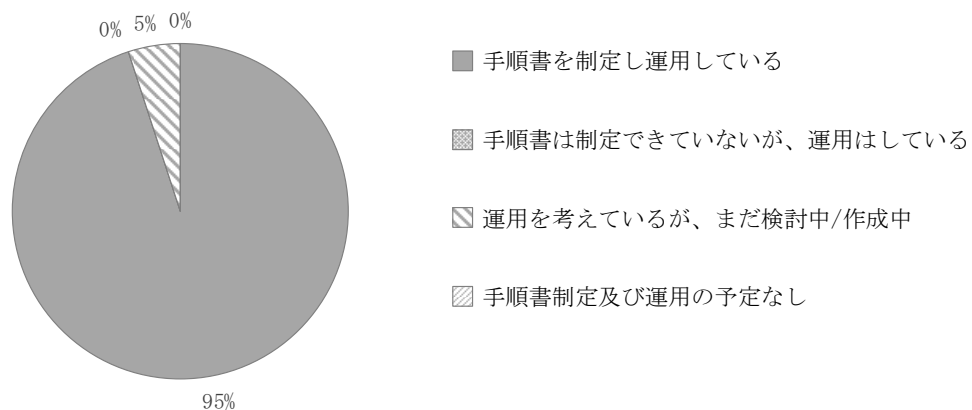 0% 5% 0%
手順書を制定し運用している
手順書は制定できていないが、運用はしている
運用を考えているが、まだ検討中/作成中
手順書制定及び運用の予定なし
95%